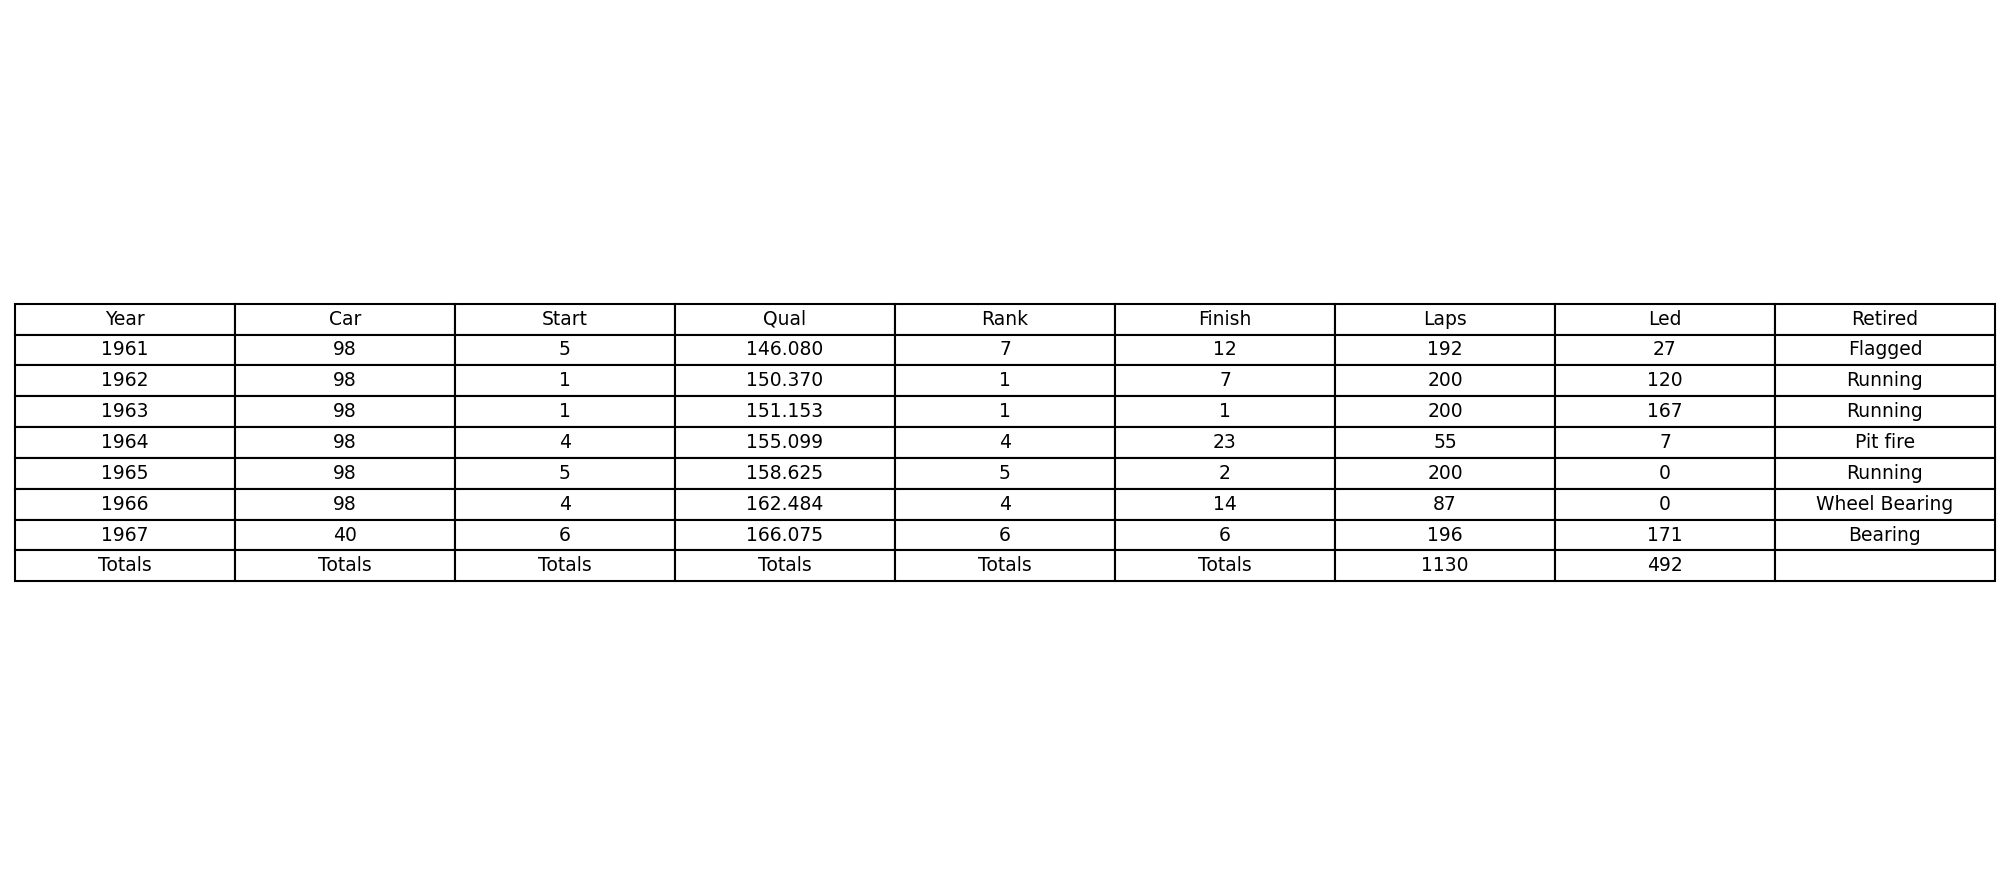 Year Car Start Qual Rank Finish Laps Led Retired
1961 98 5 146.080 7 12 192 27 Flagged
1962 98 1 150.370 1 7 200 120 Running
1963 98 1 151.153 1 1 200 167 Running
1964 98 4 155.099 4 23 55 7 Pit fire
1965 98 5 158.625 5 2 200 0 Running
1966 98 4 162.484 4 14 87 0 Wheel Bearing
1967 40 6 166.075 6 6 196 171 Bearing
Totals Totals Totals Totals Totals Totals 1130 492